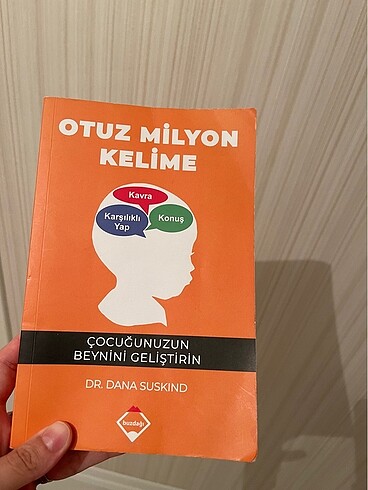 OTUZ MİLYON
KELİME
Kavra
Karşılıklı
Yap
Konuş
ÇOCUĞUNUZUN
BEYNİNİ GELİŞTİRİN
DR. DANA SUSKIND
buzdağı